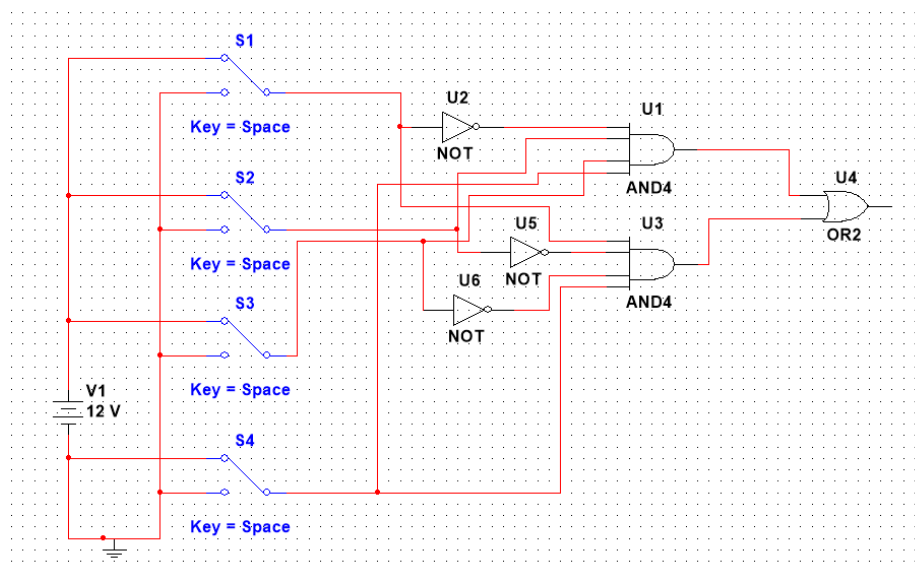 S1
Key = Space
U2
NOT
U1
AND4
S2
Key = Space
U4
OR2
U3
AND4
U5
NOT
U6
NOT
S3
Key = Space
V1
12 V
S4
Key = Space